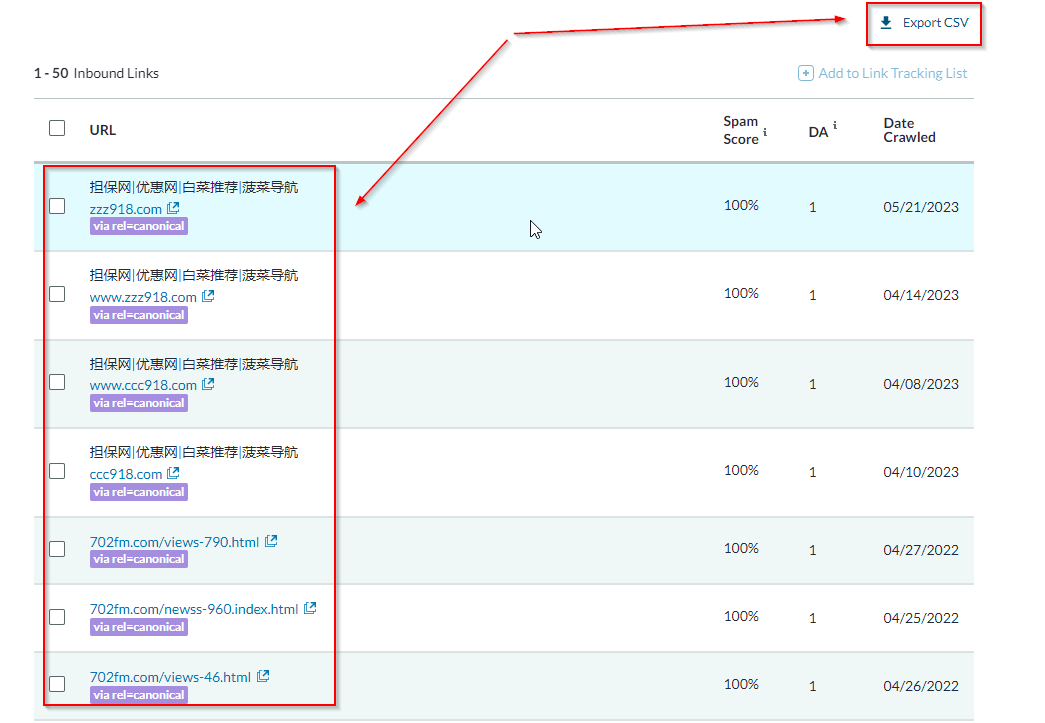 Export CSV
1 - 50 Inbound Links
Add to Link Tracking List
URL
Spam
Score i
DA i
Date
Crawled
担保网|优惠网|白菜推荐|菠菜导航
zzz918.com
via rel=canonical
100%
1
05/21/2023
担保网|优惠网|白菜推荐|菠菜导航
www.zzz918.com
via rel=canonical
100%
1
04/14/2023
担保网|优惠网|白菜推荐|菠菜导航
www.ccc918.com
via rel=canonical
100%
1
04/08/2023
担保网|优惠网|白菜推荐|菠菜导航
ccc918.com
via rel=canonical
100%
1
04/10/2023
702fm.com/views-790.html
via rel=canonical
100%
1
04/27/2022
702fm.com/newss-960.index.html
via rel=canonical
100%
1
04/25/2022
702fm.com/views-46.html
via rel=canonical
100%
1
04/26/2022